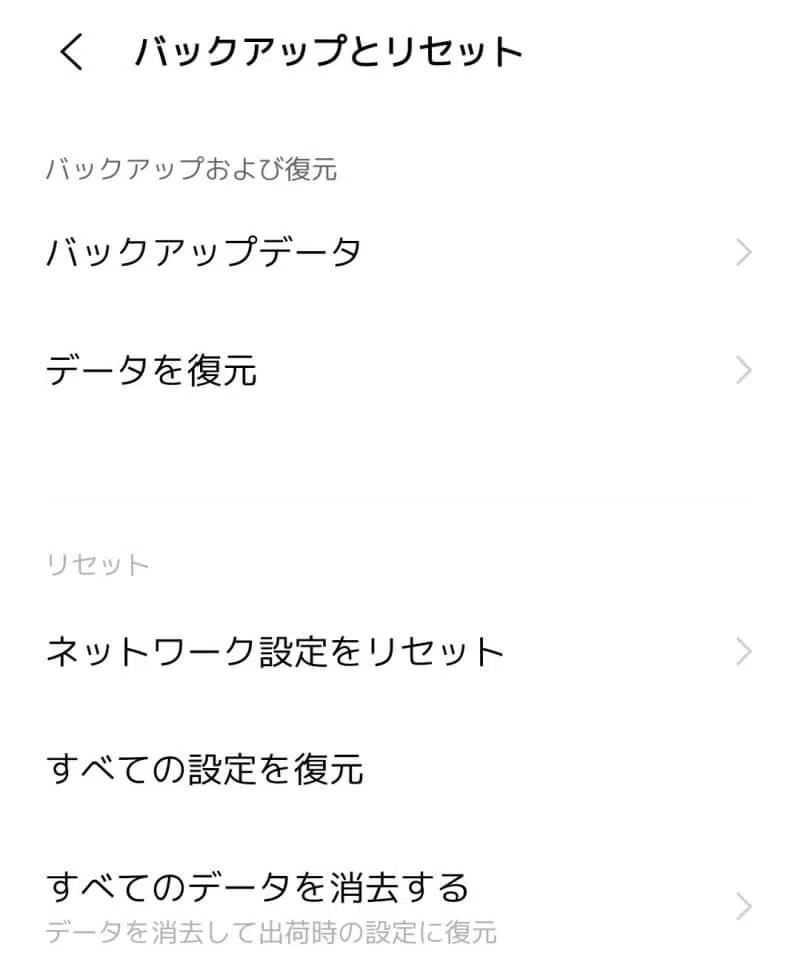 バックアップとリセット
バックアップおよび復元
バックアップデータ
データを復元
リセット
ネットワーク設定をリセット
すべての設定を復元
すべてのデータを消去する
データを消去して出荷時の設定に復元